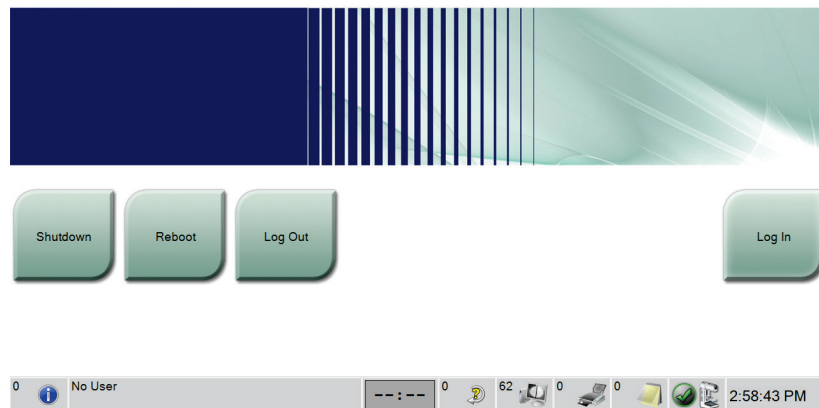 Shutdown
Reboot
Log Out
Log In
0
No User
--:--
0
62
0
0
2:58:43 PM